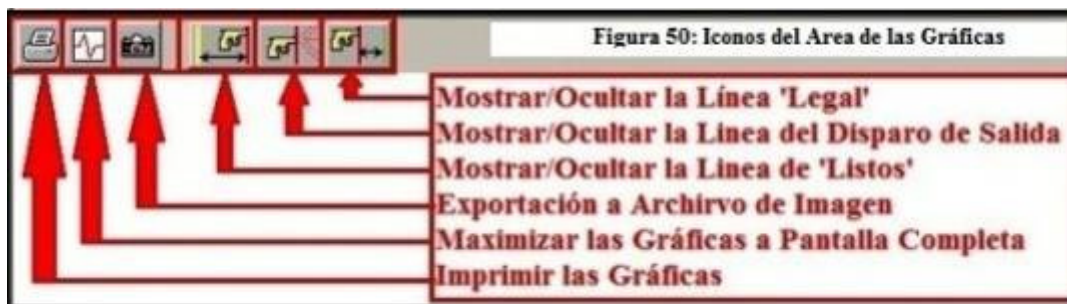 Figura 50: Iconos del Area de las Gráficas
Mostrar/Ocultar la Línea 'Legal'
Mostrar/Ocultar la Linea del Disparo de Salida
Mostrar/Ocultar la Linea de 'Listos'
Exportación a Archirvo de Imagen
Maximizar las Gráficas a Pantalla Completa
Imprimir las Gráficas